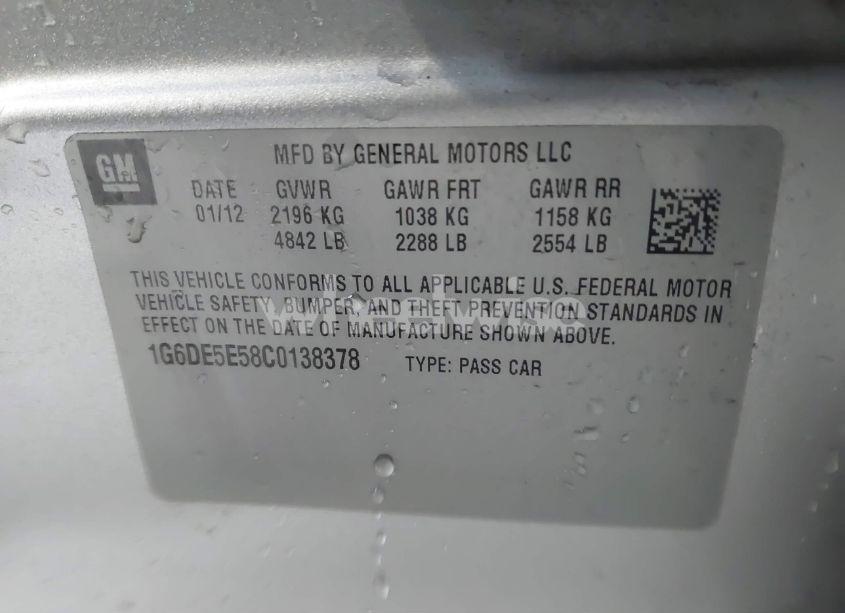 GM
MFD BY GENERAL MOTORS LLC
DATE GVWR GAWR FRT GAWR RR
01/12 2196 KG 1038 KG 1158 KG
4842 LB 2288 LB 2554 LB
THIS VEHICLE CONFORMS TO ALL APPLICABLE U.S. FEDERAL MOTOR
VEHICLE SAFETY, BUMPER, AND THEFT PREVENTION STANDARDS IN
EFFECT ON THE DATE OF MANUFACTURE SHOWN ABOVE.
1G6DE5E58C0138378 TYPE: PASS CAR